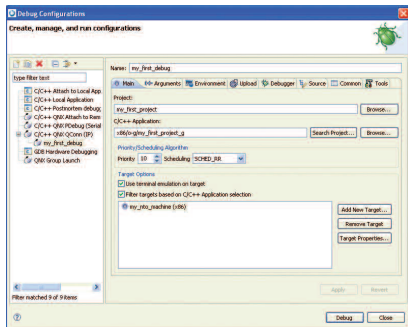 Debug Configurations
Create, manage, and run configurations
Name: my_first_debug
type filter text
C/C++ Attach to Local App
C/C++ Local Application
C/C++ Postmortem debugg
C/C++ QNX Attach to Rem
C/C++ QNX PDebug (Serial
C/C++ QNX QConn (IP)
my_first_debug
GDB Hardware Debugging
QNX Group Launch
Filter matched 9 of 9 items
Main Arguments Environment Upload Debugger Source Common Tools
Project:
my_first_project Browse...
C/C++ Application:
x86/o-g/my_first_project_g Search Project... Browse...
Priority/Scheduling Algorithm
Priority 10 Scheduling SCHED_RR
Target Options
Use terminal emulation on target
Filter targets based on C/C++ Application selection
my_nto_machine (x86)
Add New Target...
Remove Target
Target Properties...
Apply Revert
Debug Close